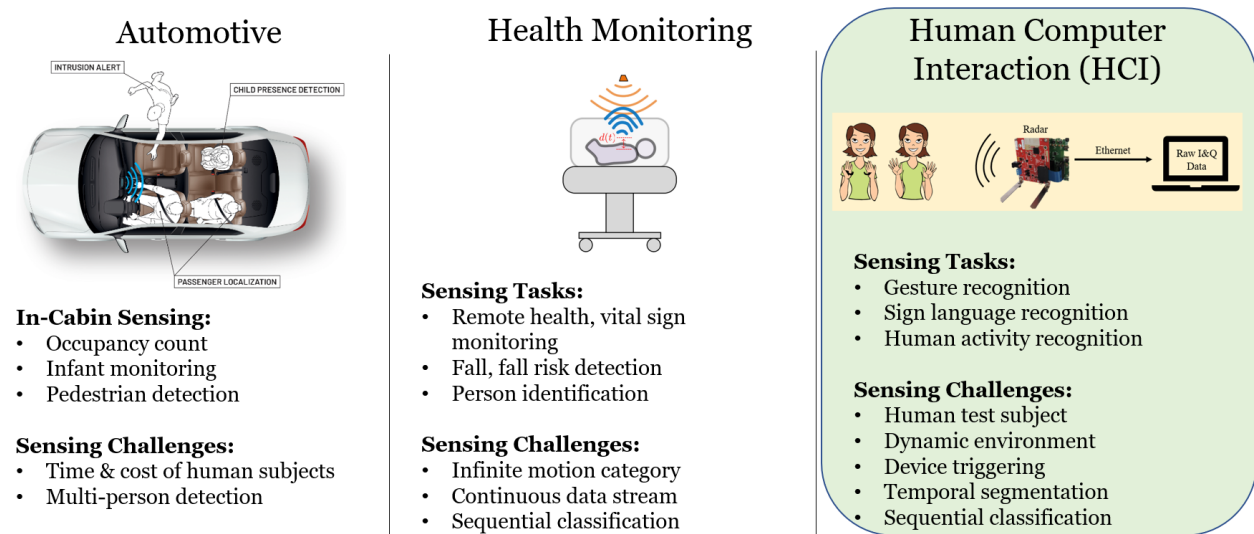 Automotive
INTRUSION ALERT
CHILD PRESENCE DETECTION
PASSENGER LOCALIZATION
In-Cabin Sensing:
• Occupancy count
• Infant monitoring
• Pedestrian detection
Sensing Challenges:
• Time & cost of human subjects
• Multi-person detection
Health Monitoring
d(t)
Sensing Tasks:
• Remote health, vital sign
monitoring
• Fall, fall risk detection
• Person identification
Sensing Challenges:
• Infinite motion category
• Continuous data stream
• Sequential classification
Human Computer
Interaction (HCI)
Radar
Ethernet
Raw I&Q
Data
Sensing Tasks:
• Gesture recognition
• Sign language recognition
• Human activity recognition
Sensing Challenges:
• Human test subject
• Dynamic environment
• Device triggering
• Temporal segmentation
• Sequential classification